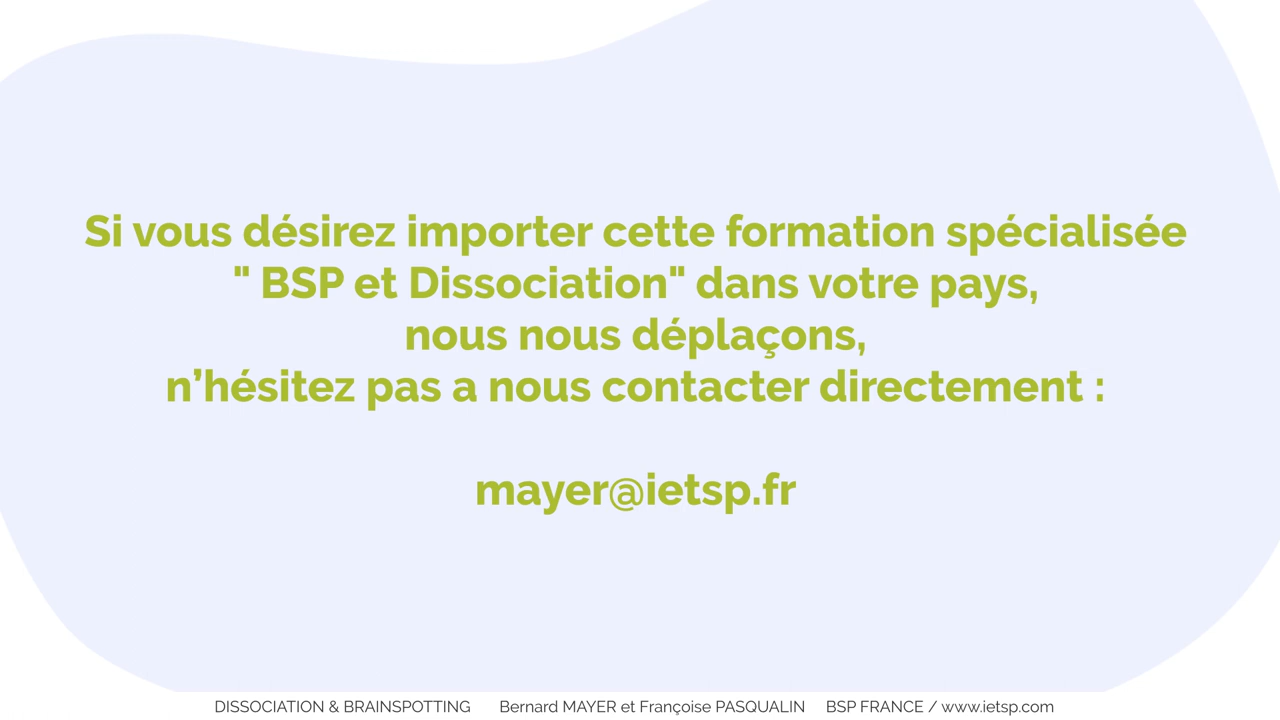 Si vous désirez importer cette formation spécialisée
" BSP et Dissociation" dans votre pays,
nous nous déplaçons,
n’hésitez pas a nous contacter directement :
mayer@ietsp.fr
DISSOCIATION & BRAINSPOTTING Bernard MAYER et Françoise PASQUALIN BSP FRANCE / www.ietsp.com